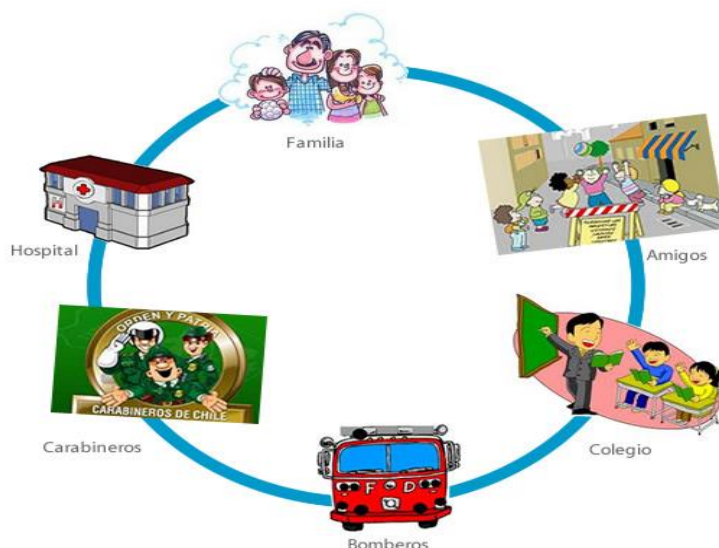 Familia
Amigos
Hospital
ORDEN Y PATRIA
CARABINEROS DE CHILE
Carabineros
Colegio
F D
Bomberos